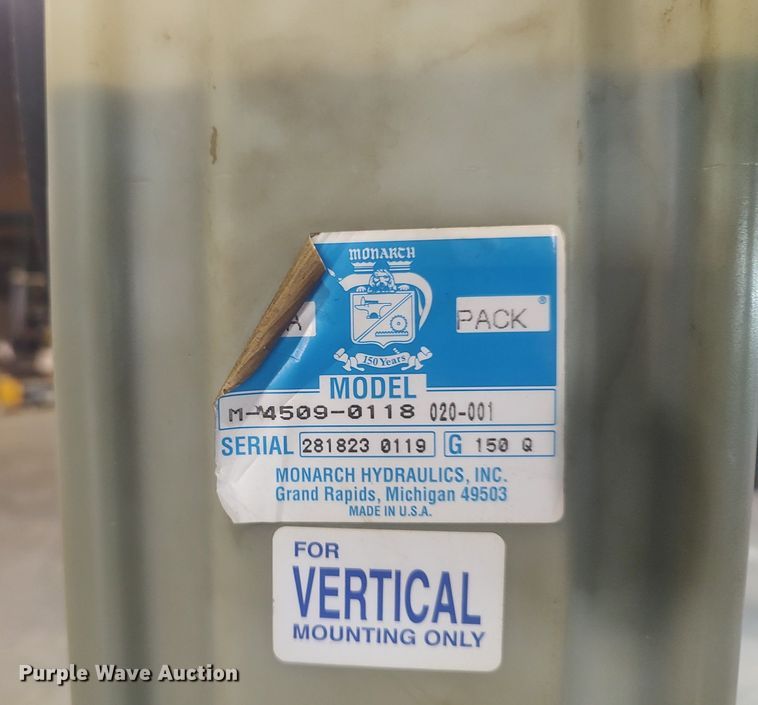 MONARCH
A
PACK®
150 Years
MODEL
M-4509-0118 020-001
SERIAL 281823 0119 G 150 Q
MONARCH HYDRAULICS, INC.
Grand Rapids, Michigan 49503
MADE IN U.S.A.
FOR
VERTICAL
MOUNTING ONLY
Purple Wave Auction